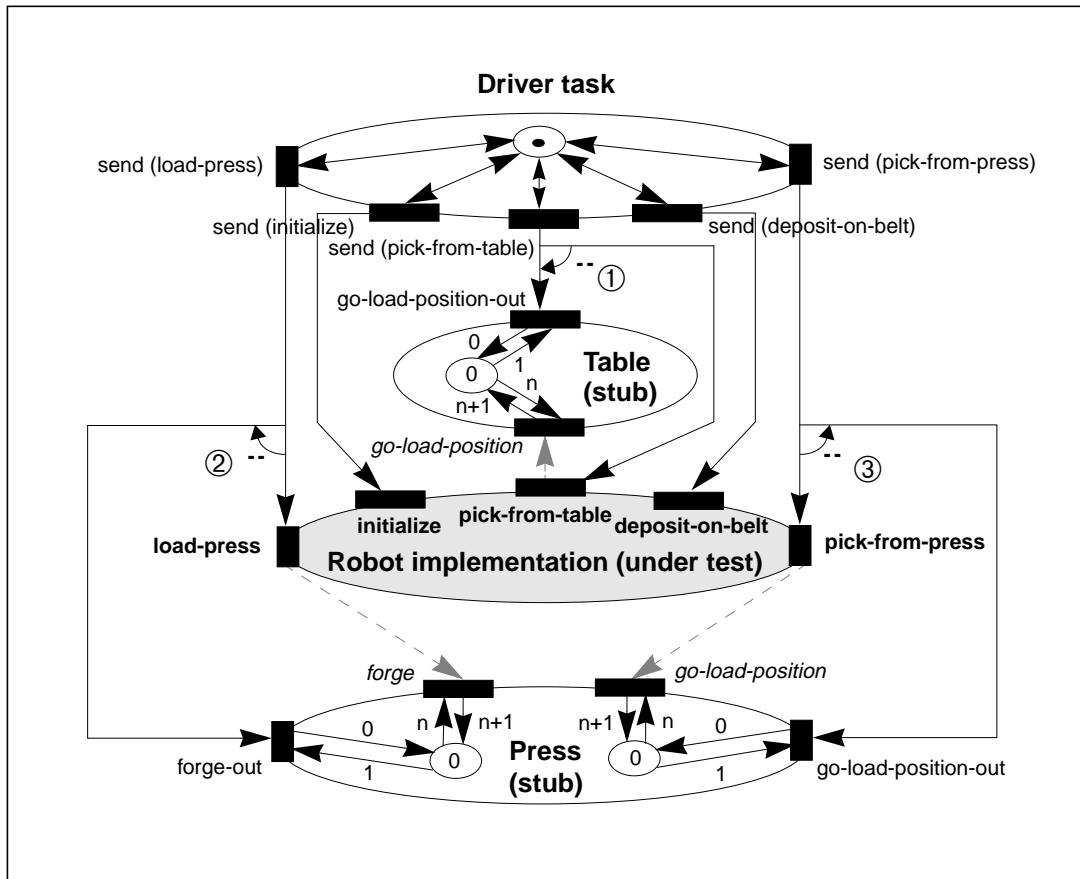 Driver task
send (load-press)
send (pick-from-press)
send (initialize)
send (pick-from-table)
send (deposit-on-belt)
-- ①
go-load-position-out
0
1
0
n
n+1
Table
(stub)
go-load-position
② --
-- ③
initialize
pick-from-table
deposit-on-belt
load-press
pick-from-press
Robot implementation (under test)
forge
go-load-position
n
n+1
n+1
n
0
0
0
0
1
1
Press
(stub)
forge-out
go-load-position-out